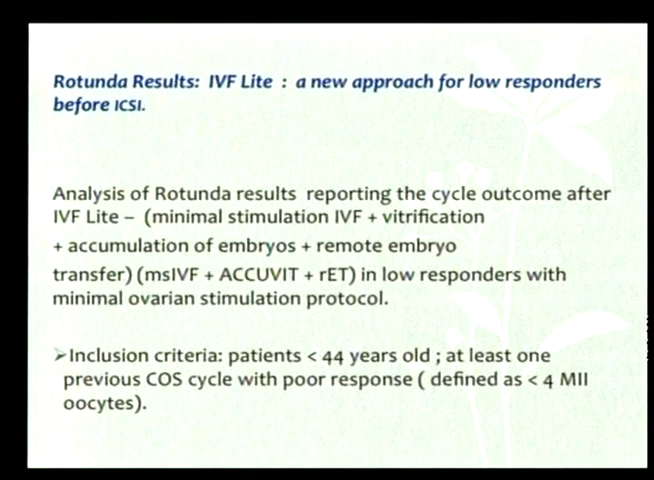 Rotunda Results: IVF Lite : a new approach for low responders
before ICSI.
Analysis of Rotunda results reporting the cycle outcome after
IVF Lite – (minimal stimulation IVF + vitrification
+ accumulation of embryos + remote embryo
transfer) (msIVF + ACCUVIT + rET) in low responders with
minimal ovarian stimulation protocol.
➢Inclusion criteria: patients < 44 years old ; at least one
previous COS cycle with poor response ( defined as < 4 MII
oocytes).